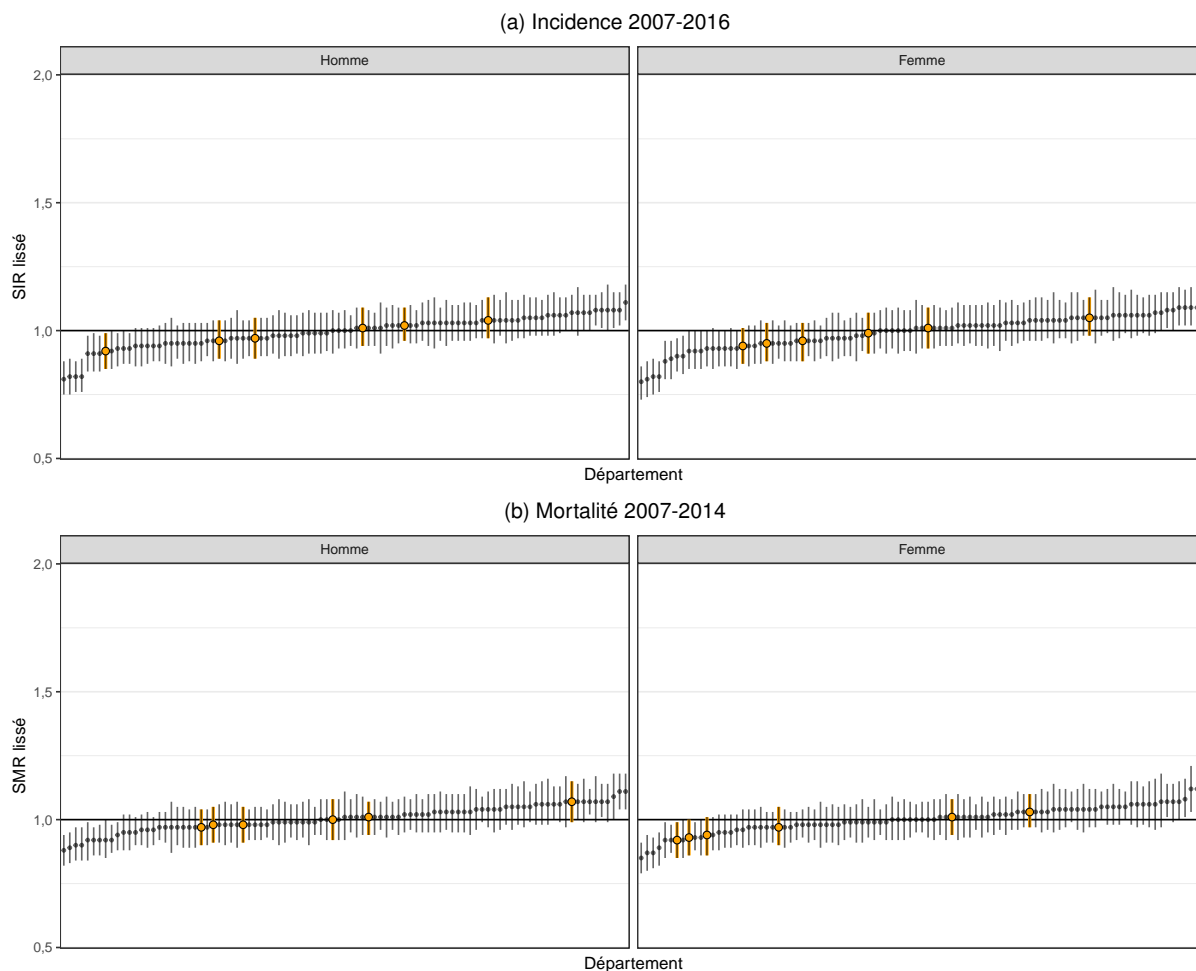 (a) Incidence 2007-2016
Homme
Femme
2,0
1,5
1,0
0,5
SIR lissé
Département
(b) Mortalité 2007-2014
Homme
Femme
2,0
1,5
1,0
0,5
SMR lissé
Département